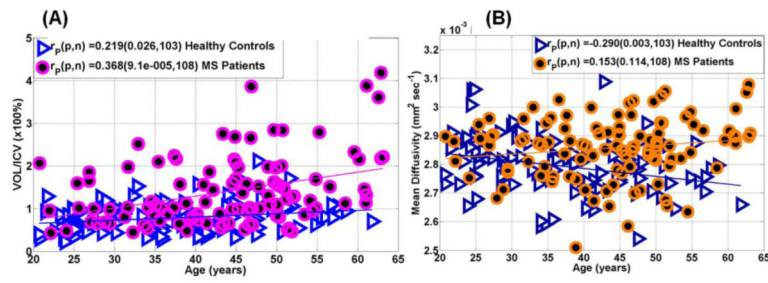 (A)
r_p(p,n) =0.219(0.026,103) Healthy Controls
r_p(p,n) =0.368(9.1e-005,108) MS Patients
VOL/ICV (x100%)
5
4
3
2
1
0
20 25 30 35 40 45 50 55 60 65
Age (years)
(B)
x 10⁻³
r_p(p,n) =-0.290(0.003,103) Healthy Controls
r_p(p,n) =0.153(0.114,108) MS Patients
Mean Diffusivity (mm² sec⁻¹)
3.2
3.1
3
2.9
2.8
2.7
2.6
2.5
20 25 30 35 40 45 50 55 60 65
Age (years)